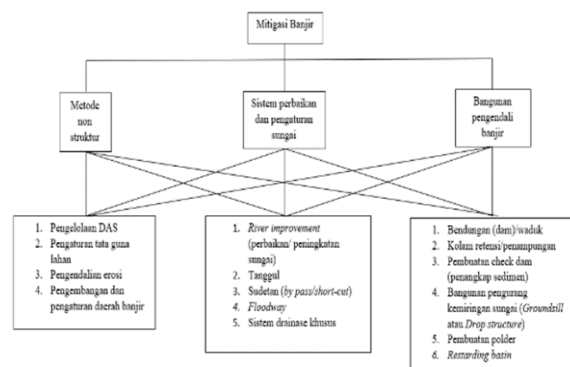 Mitigasi Banjir
Metode
non
struktur
Sistem perbaikan
dan pengaturan
sungai
Bangunan
pengendali
banjir
1. Pengelolaan DAS
2. Pengaturan tata guna
lahan
3. Pengendalian erosi
4. Pengembangan dan
pengaturan daerah banjir
1. River improvement
(perbaikan/ peningkatan
sungai)
2. Tanggul
3. Sudetan (by pass/short-cut)
4. Floodway
5. Sistem drainase khusus
1. Bendungan (dam)/waduk
2. Kolam retensi/penampungan
3. Pembuatan check dam
(penangkap sedimen)
4. Bangunan pengurang
kemiringan sungai (Groundsill
atau Drop structure)
5. Pembuatan polder
6. Restarding basin